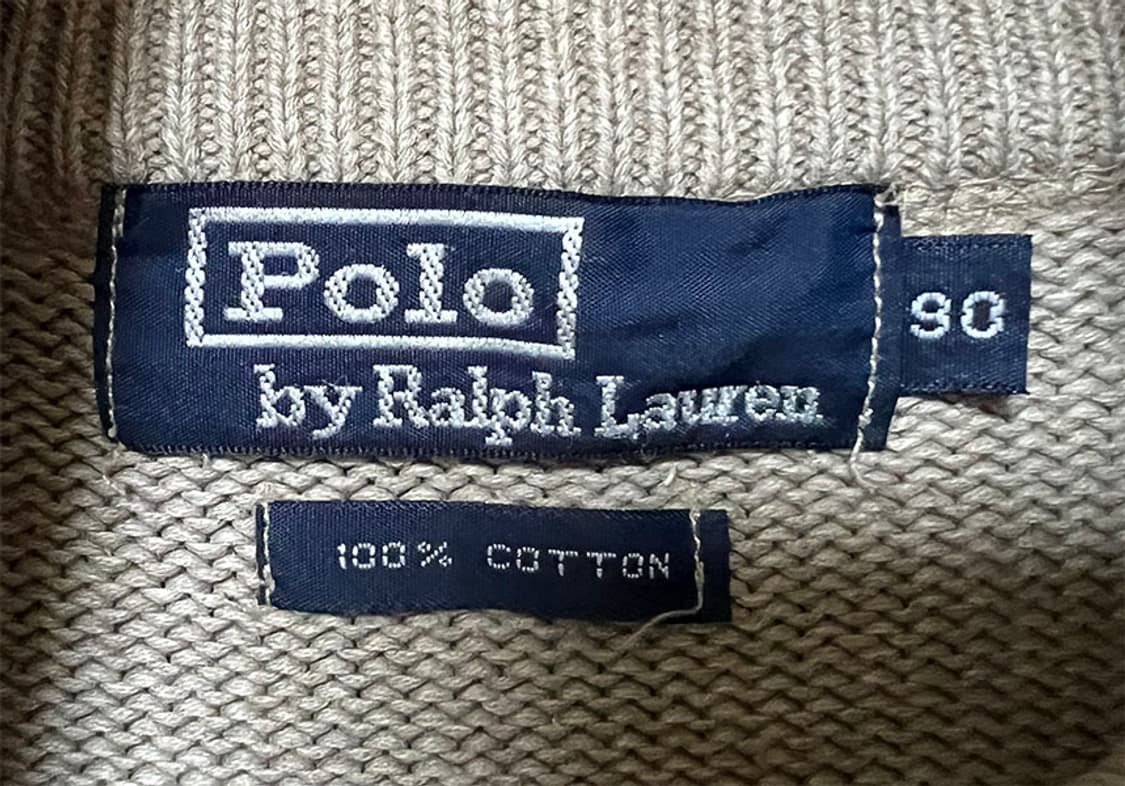 Polo
by Ralph Lauren
90
100% COTTON